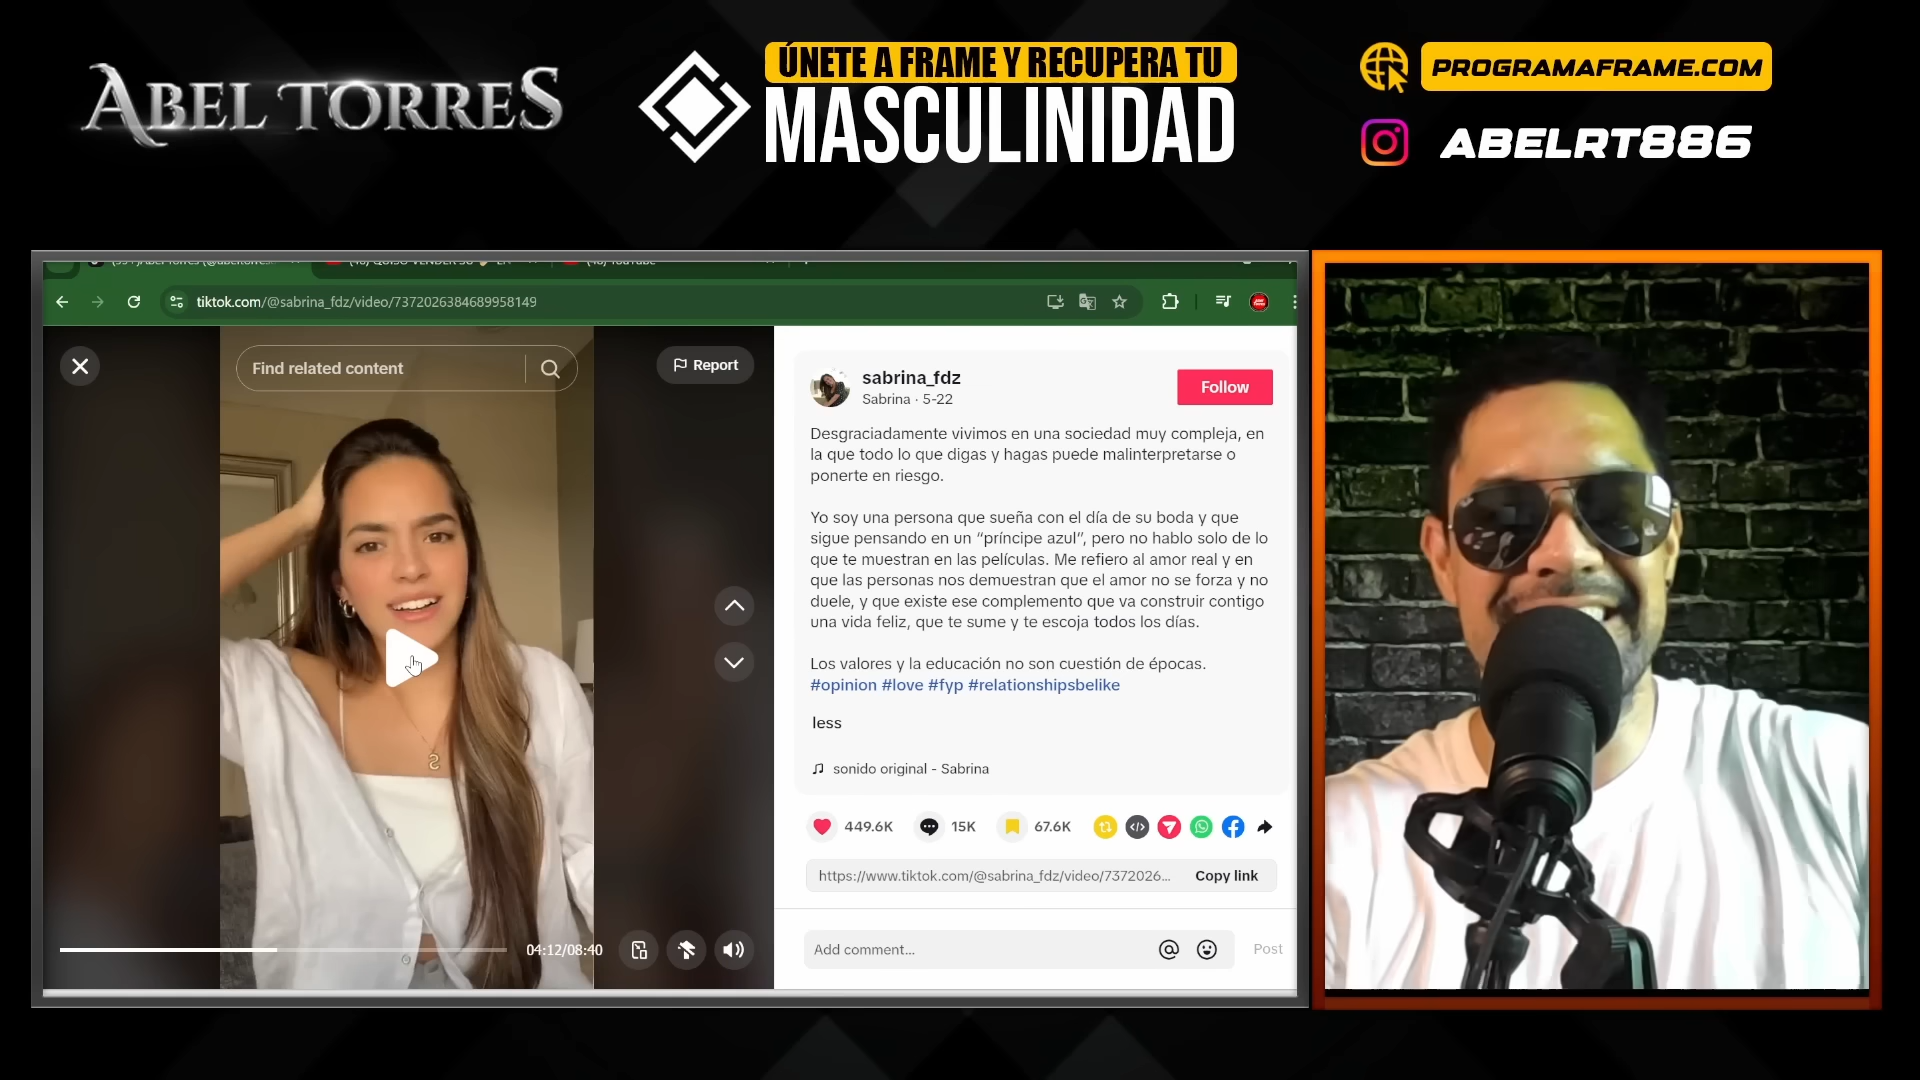 ABEL TORRES
ÚNETE A FRAME Y RECUPERA TU
MASCULINIDAD
PROGRAMAFRAME.COM
ABELRT886
tiktok.com/@sabrina_fdz/video/7372026384689958149
Find related content
Report
sabrina_fdz
Sabrina · 5-22
Follow
Desgraciadamente vivimos en una sociedad muy compleja, en
la que todo lo que digas y hagas puede malinterpretarse o
ponerte en riesgo.
Yo soy una persona que sueña con el día de su boda y que
sigue pensando en un “príncipe azul”, pero no hablo solo de lo
que te muestran en las películas. Me refiero al amor real y en
que las personas nos demuestran que el amor no se forza y no
duele, y que existe ese complemento que va construir contigo
una vida feliz, que te sume y te escoja todos los días.
Los valores y la educación no son cuestión de épocas.
#opinion #love #fyp #relationshipsbelike
less
sonido original - Sabrina
449.6K 15K 67.6K
https://www.tiktok.com/@sabrina_fdz/video/7372026... Copy link
04:12/08:40
Add comment... Post